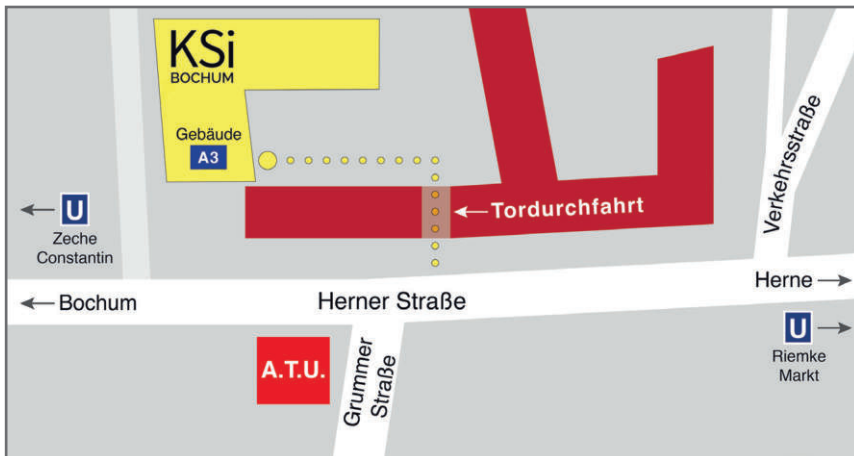 KSi
BOCHUM
Gebäude
A3
Tordurchfahrt
Verkehrsstraße
U
Zeche
Constantin
Bochum
Herner Straße
Herne
U
Riemke
Markt
A.T.U.
Grummer
Straße